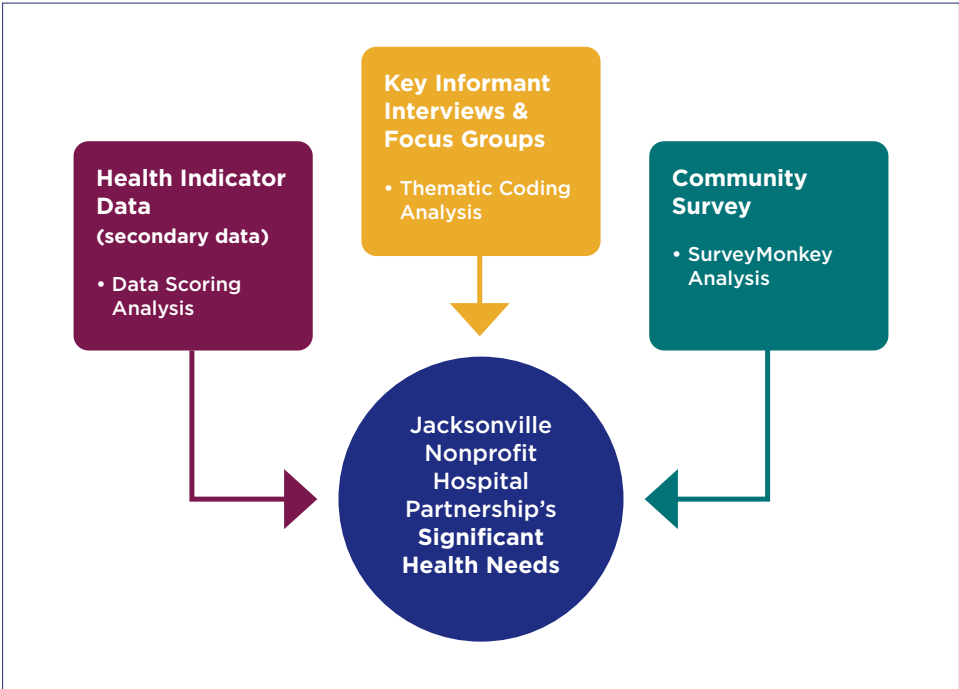 Key Informant
Interviews &
Focus Groups
• Thematic Coding
Analysis
Health Indicator
Data
(secondary data)
• Data Scoring
Analysis
Community
Survey
• SurveyMonkey
Analysis
Jacksonville
Nonprofit
Hospital
Partnership's
Significant
Health Needs